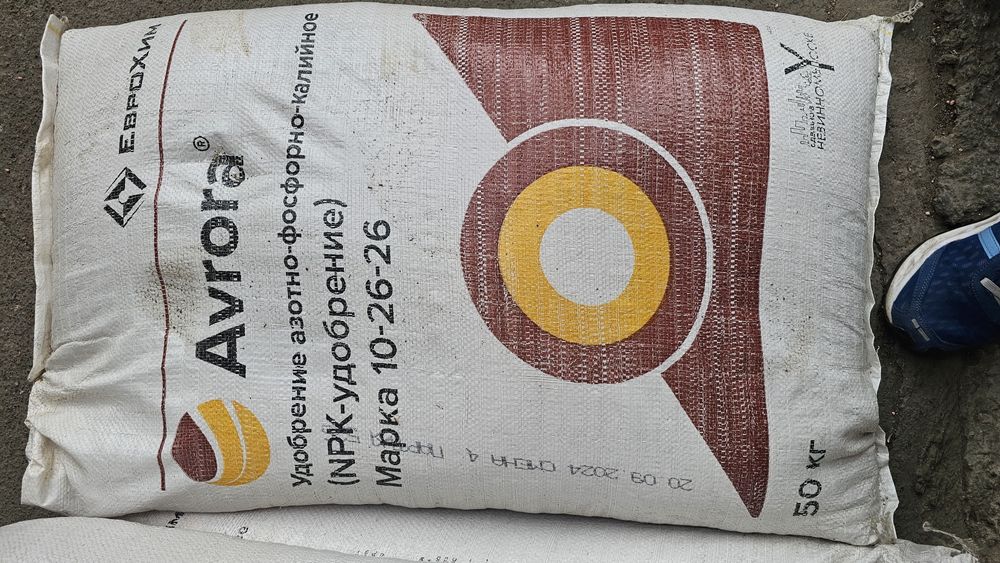 ЕВРОХИМ
Avrora®
Удобрение азотно-фосфорно-калийное
(NPK-удобрение)
Марка 10-26-26
20 09 2024 СМЕНА 4
50 кг
НЕВИННОМЫССКЕ